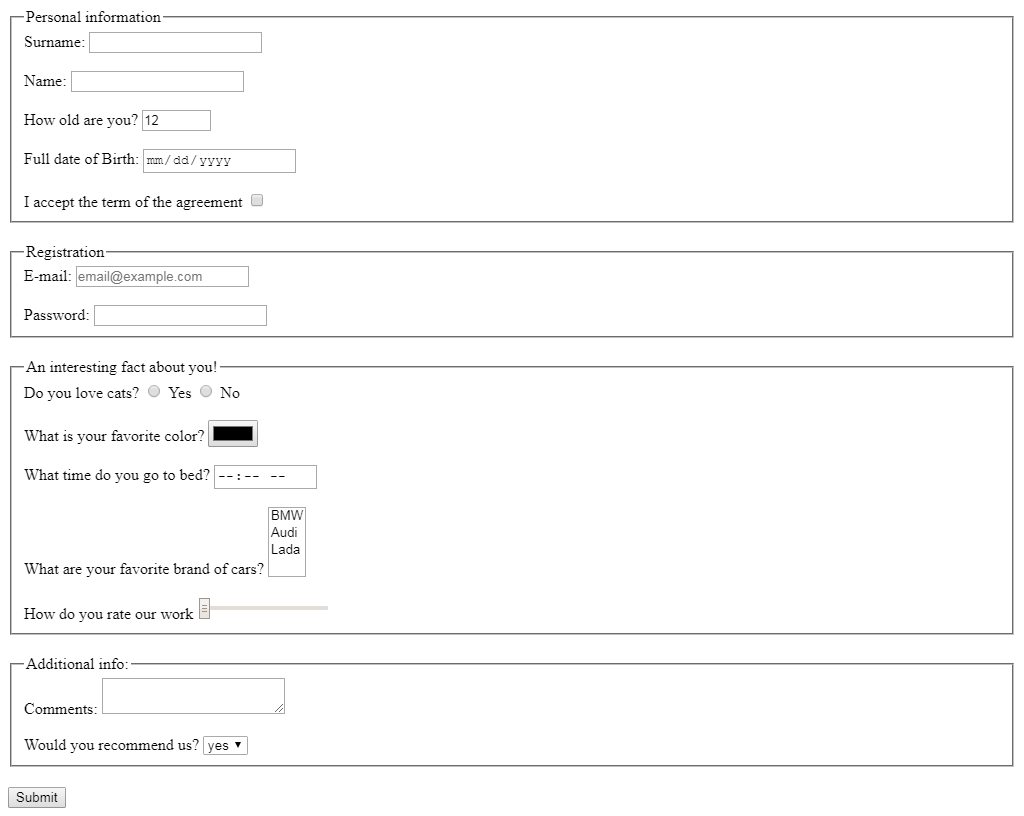 Personal information
Surname:
Name:
How old are you? 12
Full date of Birth: mm/dd/yyyy
I accept the term of the agreement
Registration
E-mail: email@example.com
Password:
An interesting fact about you!
Do you love cats? Yes No
What is your favorite color?
What time do you go to bed? --:-- --
BMW
Audi
Lada
What are your favorite brand of cars?
How do you rate our work
Additional info:
Comments:
Would you recommend us? yes
Submit